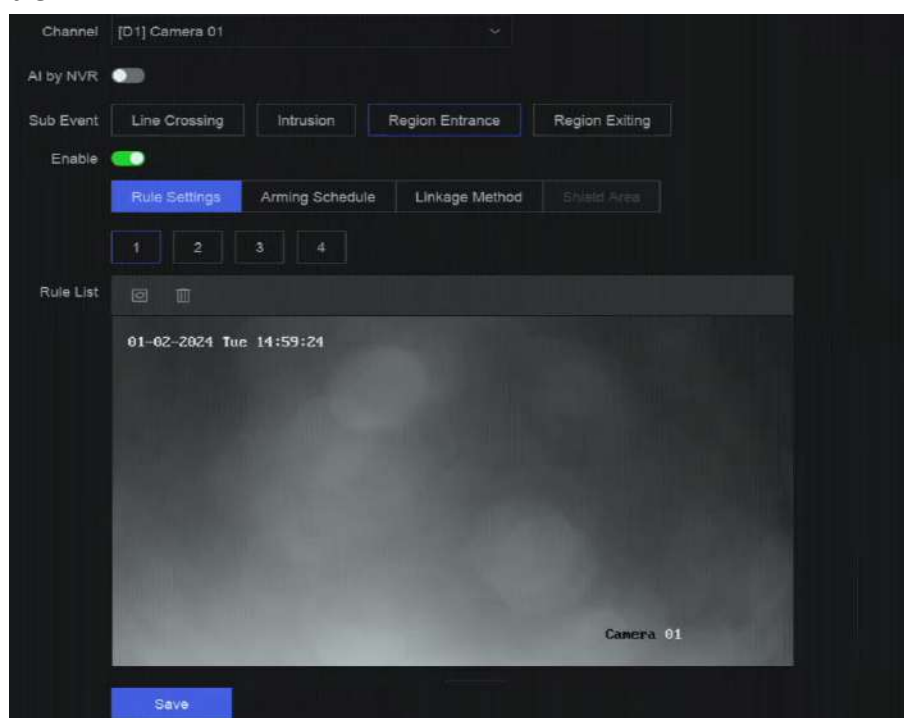 Channel [D1] Camera 01
AI by NVR
Sub Event Line Crossing Intrusion Region Entrance Region Exiting
Enable
Rule Settings Arming Schedule Linkage Method Shield Area
1 2 3 4
Rule List
01-02-2024 Tue 14:59:24
Camera 01
Save